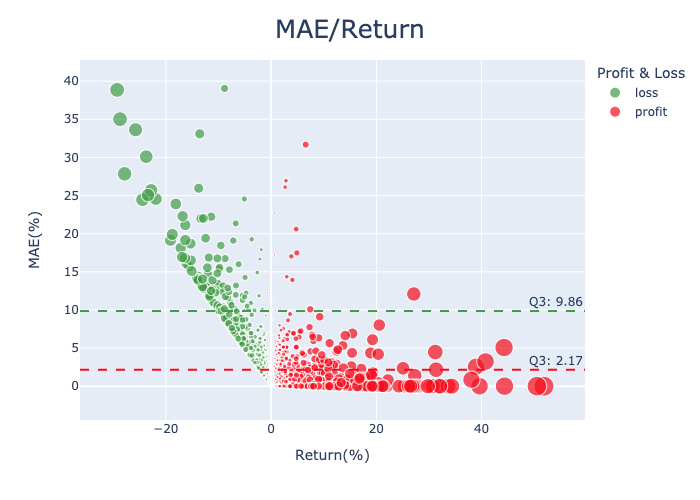 MAE/Return
Profit & Loss
loss
profit
MAE(%)
40
35
30
25
20
15
10
5
0
Q3: 9.86
Q3: 2.17
−20
0
20
40
Return(%)